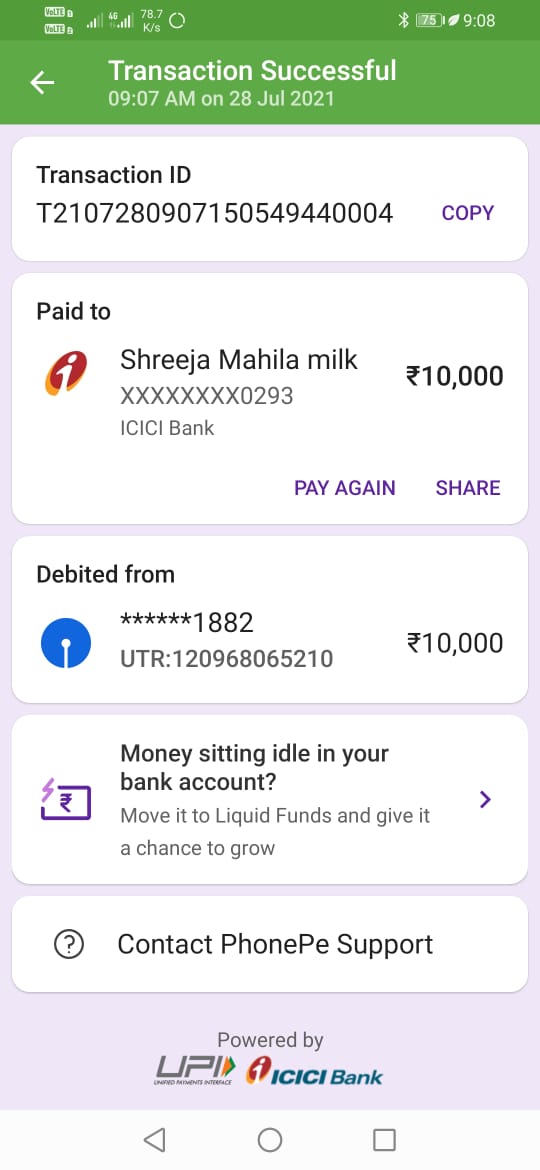 VoLTE 1
VoLTE 2
4G
78.7
K/s
75
9:08
Transaction Successful
09:07 AM on 28 Jul 2021
Transaction ID
T2107280907150549440004
COPY
Paid to
Shreeja Mahila milk
₹10,000
XXXXXXXX0293
ICICI Bank
PAY AGAIN
SHARE
Debited from
******1882
₹10,000
UTR:120968065210
Money sitting idle in your
bank account?
Move it to Liquid Funds and give it
a chance to grow
Contact PhonePe Support
Powered by
UPI
UNIFIED PAYMENTS INTERFACE
ICICI Bank